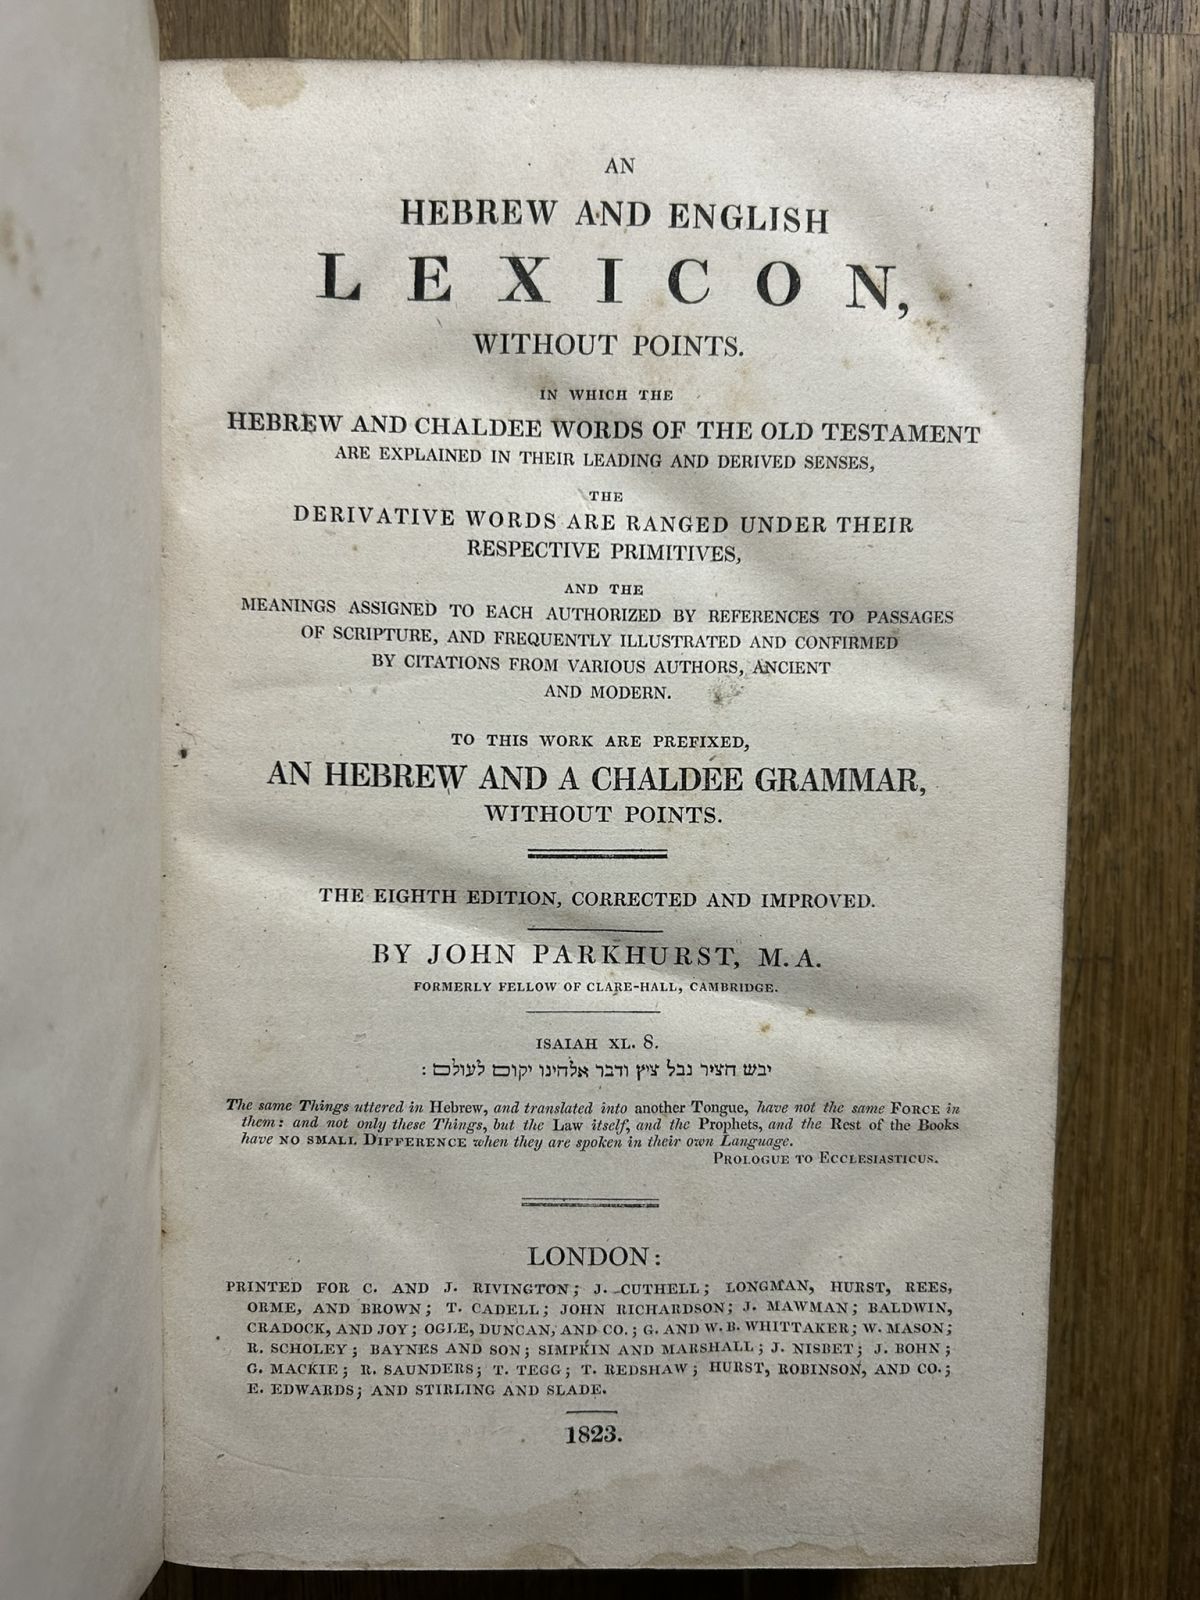 AN
HEBREW AND ENGLISH
LEXICON,
WITHOUT POINTS.
IN WHICH THE
HEBREW AND CHALDEE WORDS OF THE OLD TESTAMENT
ARE EXPLAINED IN THEIR LEADING AND DERIVED SENSES,
THE
DERIVATIVE WORDS ARE RANGED UNDER THEIR
RESPECTIVE PRIMITIVES,
AND THE
MEANINGS ASSIGNED TO EACH AUTHORIZED BY REFERENCES TO PASSAGES
OF SCRIPTURE, AND FREQUENTLY ILLUSTRATED AND CONFIRMED
BY CITATIONS FROM VARIOUS AUTHORS, ANCIENT
AND MODERN.
TO THIS WORK ARE PREFIXED,
AN HEBREW AND A CHALDEE GRAMMAR,
WITHOUT POINTS.
THE EIGHTH EDITION, CORRECTED AND IMPROVED.
BY JOHN PARKHURST, M.A.
FORMERLY FELLOW OF CLARE-HALL, CAMBRIDGE.
ISAIAH XL. 8.
יבש חציר נבל ציץ ודבר אלהינו יקום לעולם :
The same Things uttered in Hebrew, and translated into another Tongue, have not the same FORCE in
them: and not only these Things, but the Law itself, and the Prophets, and the Rest of the Books
have NO SMALL DIFFERENCE when they are spoken in their own Language.
PROLOGUE TO ECCLESIASTICUS.
LONDON:
PRINTED FOR C. AND J. RIVINGTON; J. CUTHELL; LONGMAN, HURST, REES,
ORME, AND BROWN; T. CADELL; JOHN RICHARDSON; J. MAWMAN; BALDWIN,
CRADOCK, AND JOY; OGLE, DUNCAN, AND CO.; G. AND W. B. WHITTAKER; W. MASON;
R. SCHOLEY; BAYNES AND SON; SIMPKIN AND MARSHALL; J. NISBET; J. BOHN;
G. MACKIE; R. SAUNDERS; T. TEGG; T. REDSHAW; HURST, ROBINSON, AND CO.;
E. EDWARDS; AND STIRLING AND SLADE.
1823.